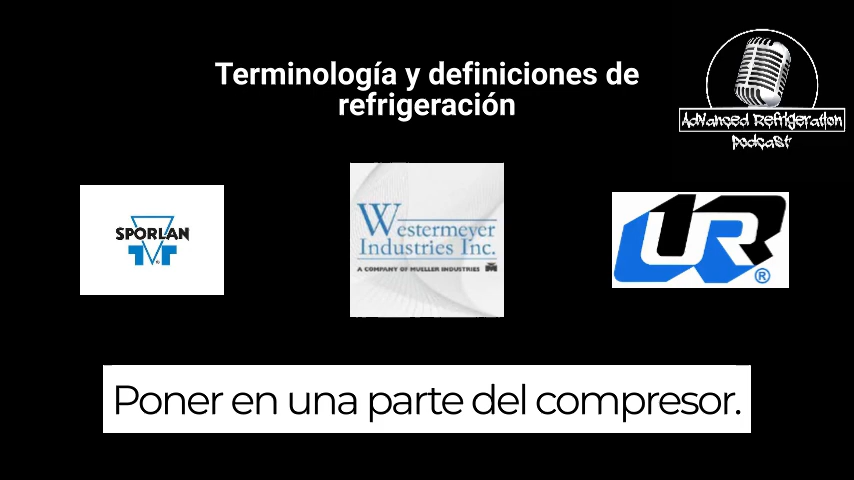 Terminología y definiciones de
refrigeración
Advanced Refrigeration
Podcast
SPORLAN
Westermeyer
Industries Inc.
A COMPANY OF MUELLER INDUSTRIES
UR
®
Poner en una parte del compresor.